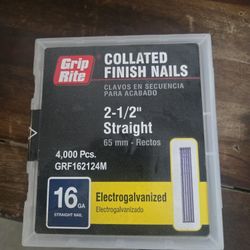 Grip
Rite
COLLATED
FINISH NAILS
CLAVOS EN SECUENCIA
PARA ACABADO
2-1/2"
Straight
65 mm - Rectos
4,000 Pcs.
GRF162124M
16 GA
STRAIGHT NAIL
Electrogalvanized
Electrogalvanizado